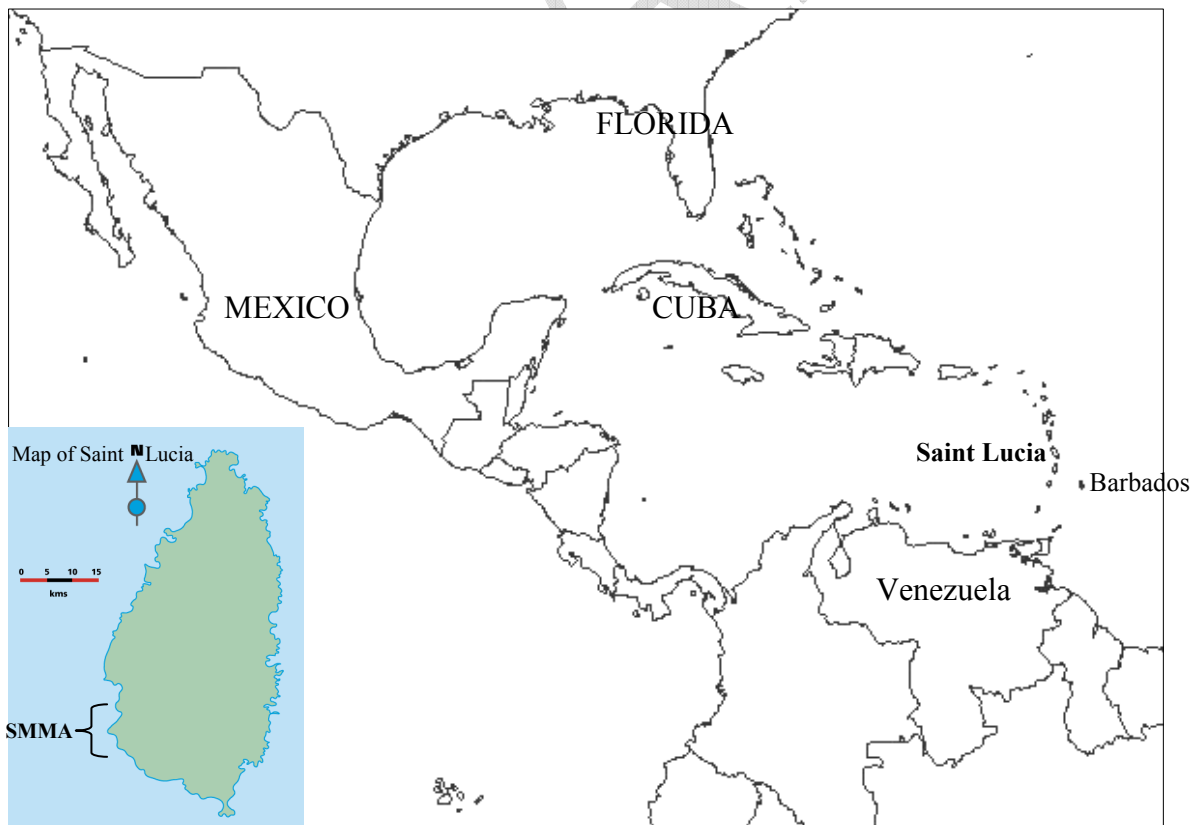 FLORIDA
MEXICO
CUBA
Saint Lucia
Barbados
Venezuela
Map of Saint N Lucia
0 5 10 15
kms
SMMA